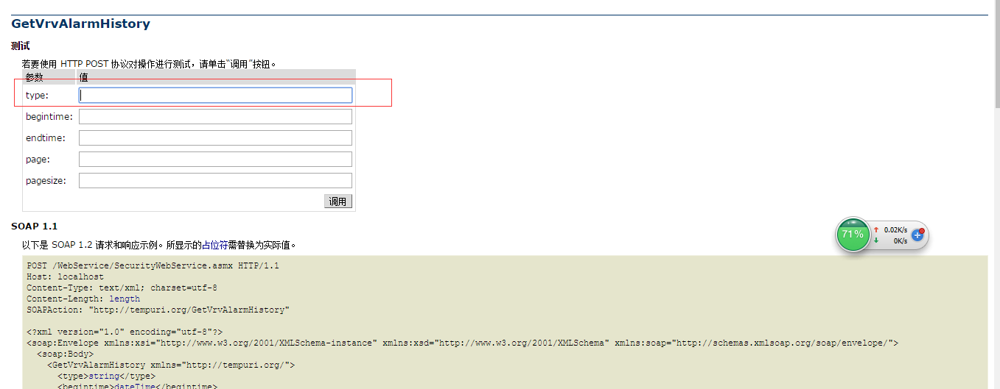 GetVrvAlarmHistory
测试
若要使用 HTTP POST 协议对操作进行测试，请单击“调用”按钮。
参数 值
type:
begintime:
endtime:
page:
pagesize:
调用
SOAP 1.1
以下是 SOAP 1.2 请求和响应示例。所显示的占位符需替换为实际值。
71% 0.02K/s
0K/s
POST /WebService/SecurityWebService.asmx HTTP/1.1
Host: localhost
Content-Type: text/xml; charset=utf-8
Content-Length: length
SOAPAction: "http://tempuri.org/GetVrvAlarmHistory"
<?xml version="1.0" encoding="utf-8"?>
<soap:Envelope xmlns:xsi="http://www.w3.org/2001/XMLSchema-instance" xmlns:xsd="http://www.w3.org/2001/XMLSchema" xmlns:soap="http://schemas.xmlsoap.org/soap/envelope/">
<soap:Body>
<GetVrvAlarmHistory xmlns="http://tempuri.org/">
<type>string</type>
<begintime>dateTime</begintime>